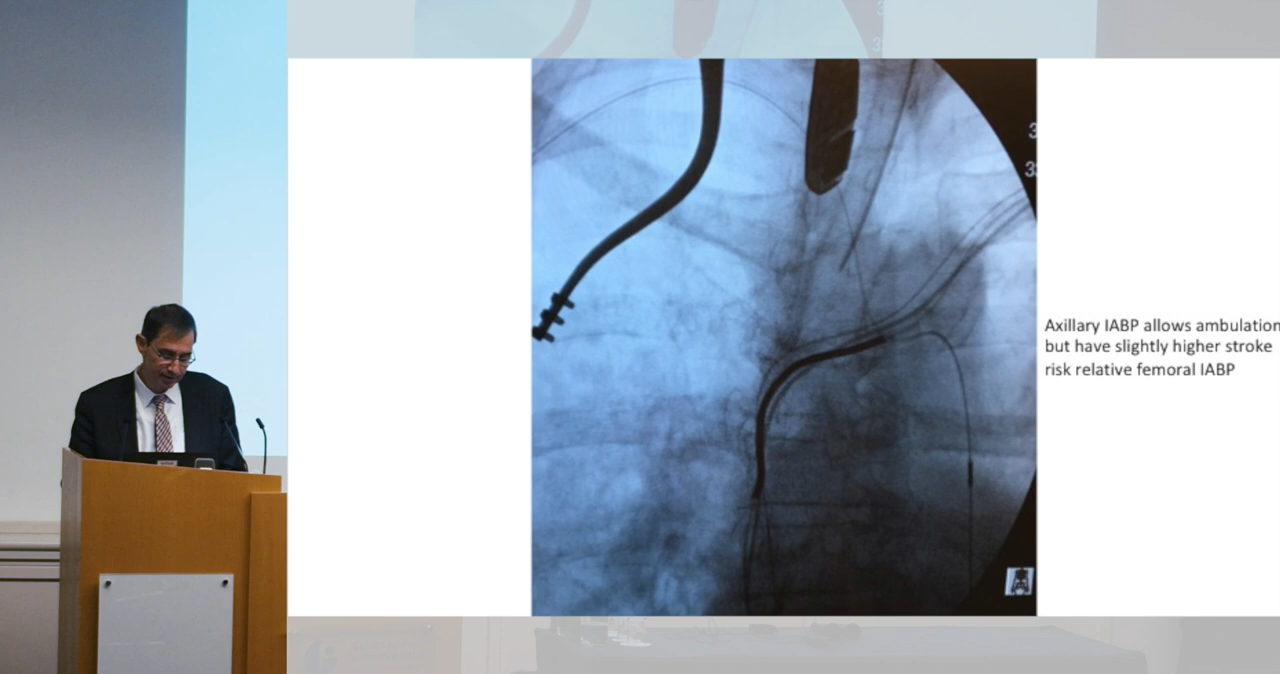 Axillary IABP allows ambulation
but have slightly higher stroke
risk relative femoral IABP